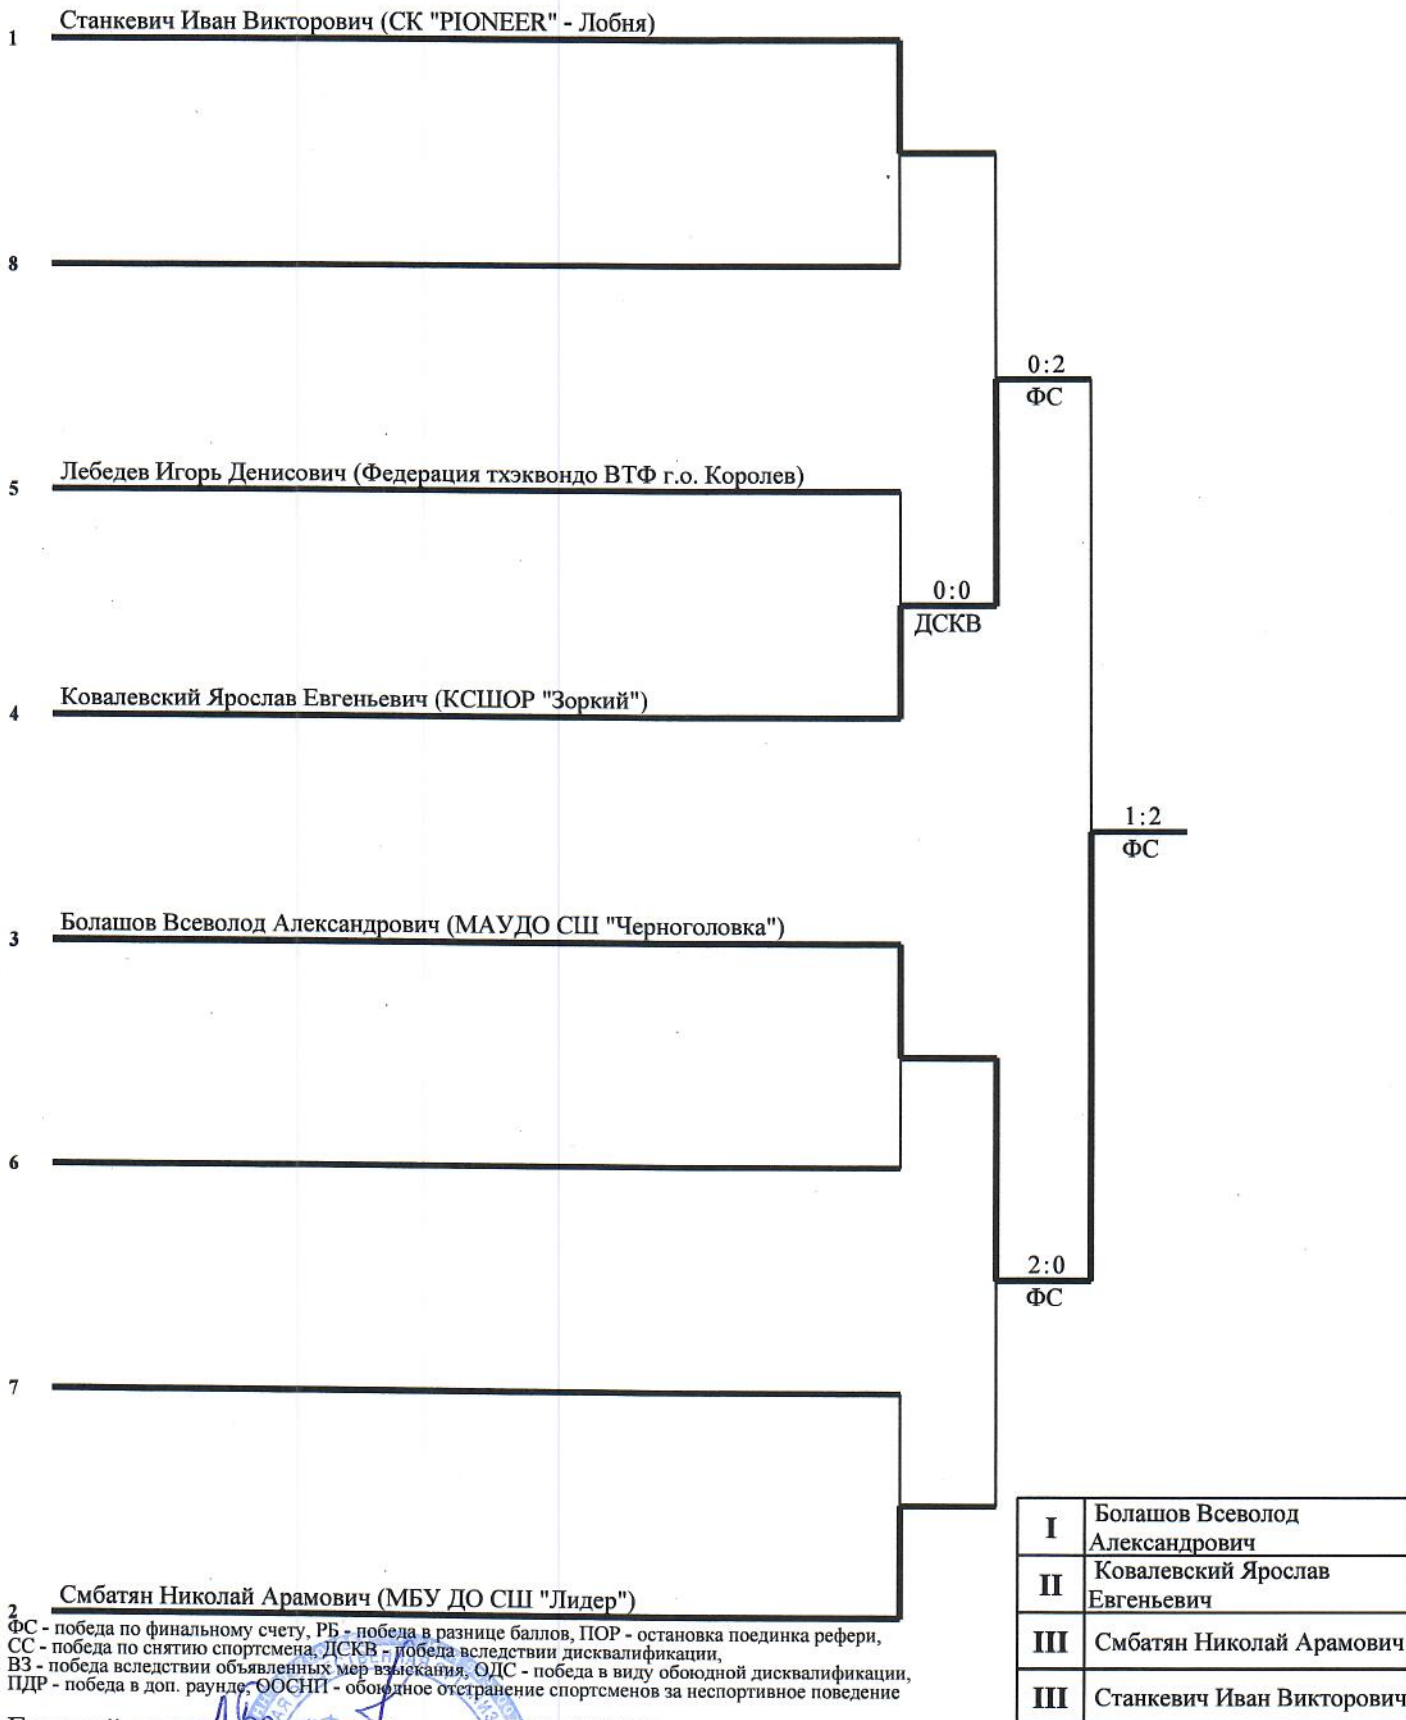 1 Станкевич Иван Викторович (СК "PIONEER" - Лобня)
8
0:2
ФС
5 Лебедев Игорь Денисович (Федерация тхэквондо ВТФ г.о. Королев)
0:0
ДСКВ
4 Ковалевский Ярослав Евгеньевич (КСШОР "Зоркий")
1:2
ФС
3 Болашов Всеволод Александрович (МАУДО СШ "Черноголовка")
6
2:0
ФС
7
2 Смбатян Николай Арамович (МБУ ДО СШ "Лидер")
ФС - победа по финальному счету, РБ - победа в разнице баллов, ПОР - остановка поединка рефери,
СС - победа по снятию спортсмена, ДСКВ - победа вследствии дисквалификации,
ВЗ - победа вследствии объявленных мер взыскания, ОДС - победа в виду обоюдной дисквалификации,
ПДР - победа в доп. раунде, ООСНП - обоюдное отстранение спортсменов за неспортивное поведение
I Болашов Всеволод
Александрович
II Ковалевский Ярослав
Евгеньевич
III Смбатян Николай Арамович
III Станкевич Иван Викторович